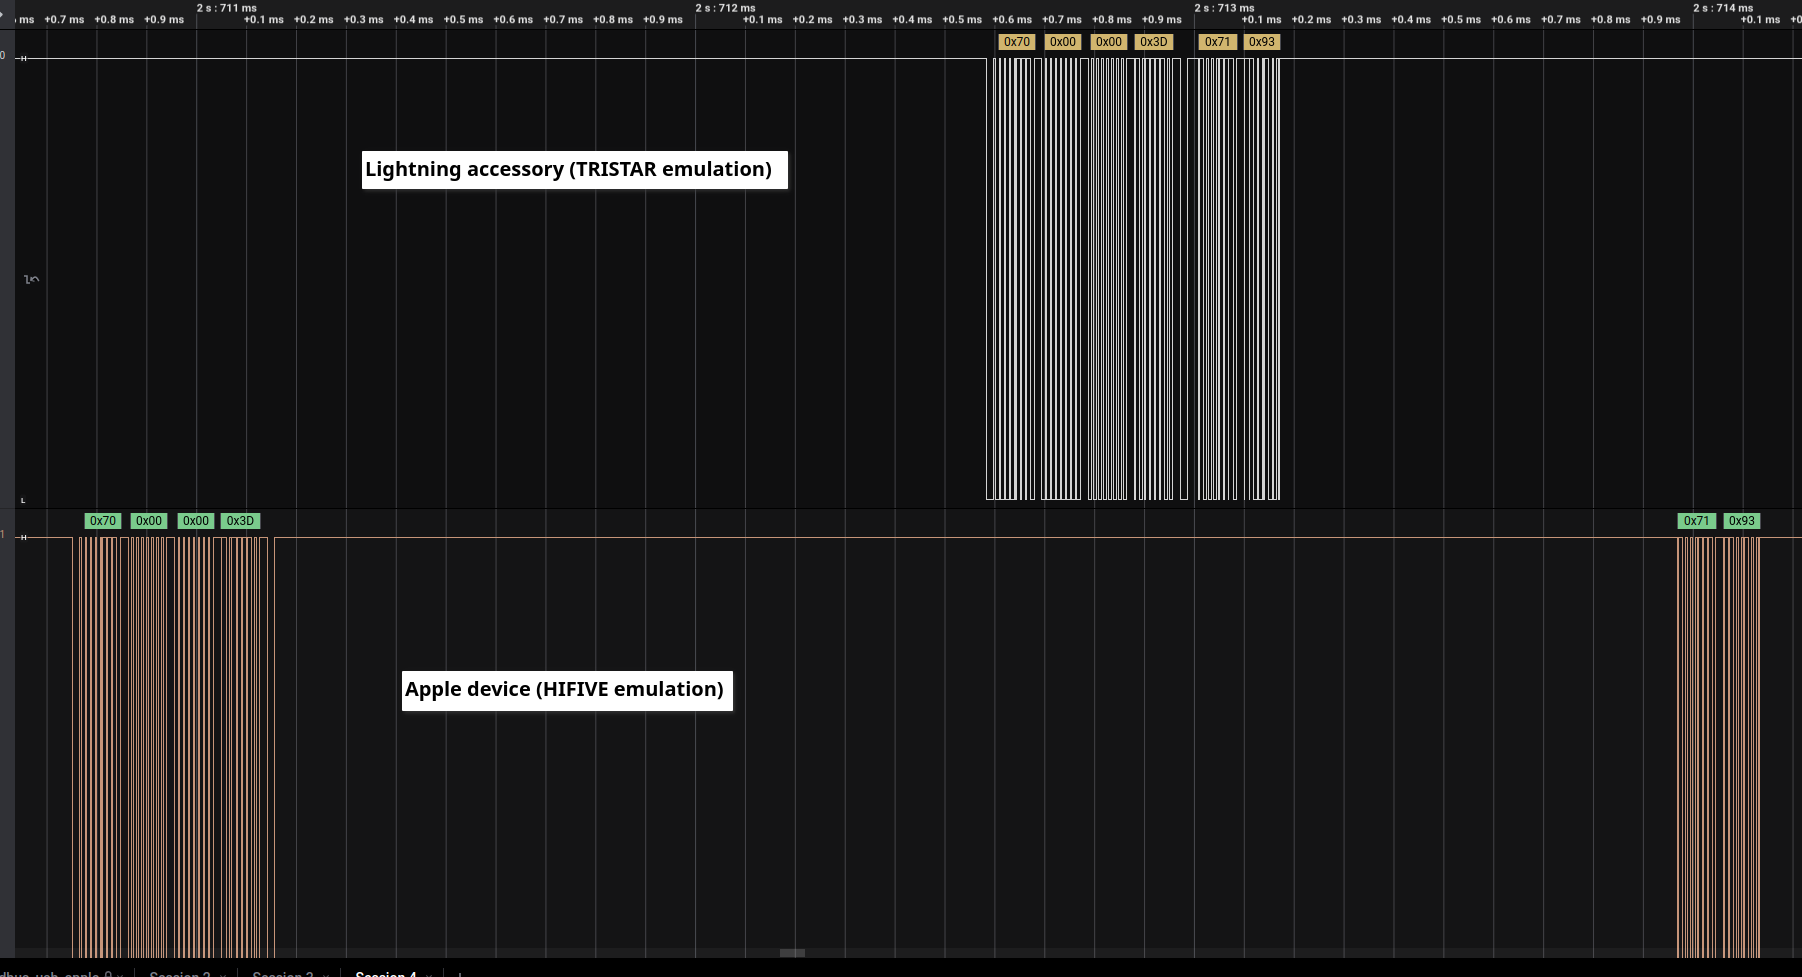 2 s : 711 ms 2 s : 712 ms 2 s : 713 ms 2 s : 714 ms
ms +0.7 ms +0.8 ms +0.9 ms +0.1 ms +0.2 ms +0.3 ms +0.4 ms +0.5 ms +0.6 ms +0.7 ms +0.8 ms +0.9 ms +0.1 ms +0.2 ms +0.3 ms +0.4 ms +0.5 ms +0.6 ms +0.7 ms +0.8 ms +0.9 ms +0.1 ms +0.2 ms +0.3 ms +0.4 ms +0.5 ms +0.6 ms +0.7 ms +0.8 ms +0.9 ms +0.1 ms
0x70 0x00 0x00 0x3D 0x71 0x93
0
H
Lightning accessory (TRISTAR emulation)
L
0x70 0x00 0x00 0x3D 0x71 0x93
1
H
Apple device (HIFIVE emulation)
Session 2 Session 3 Session 4